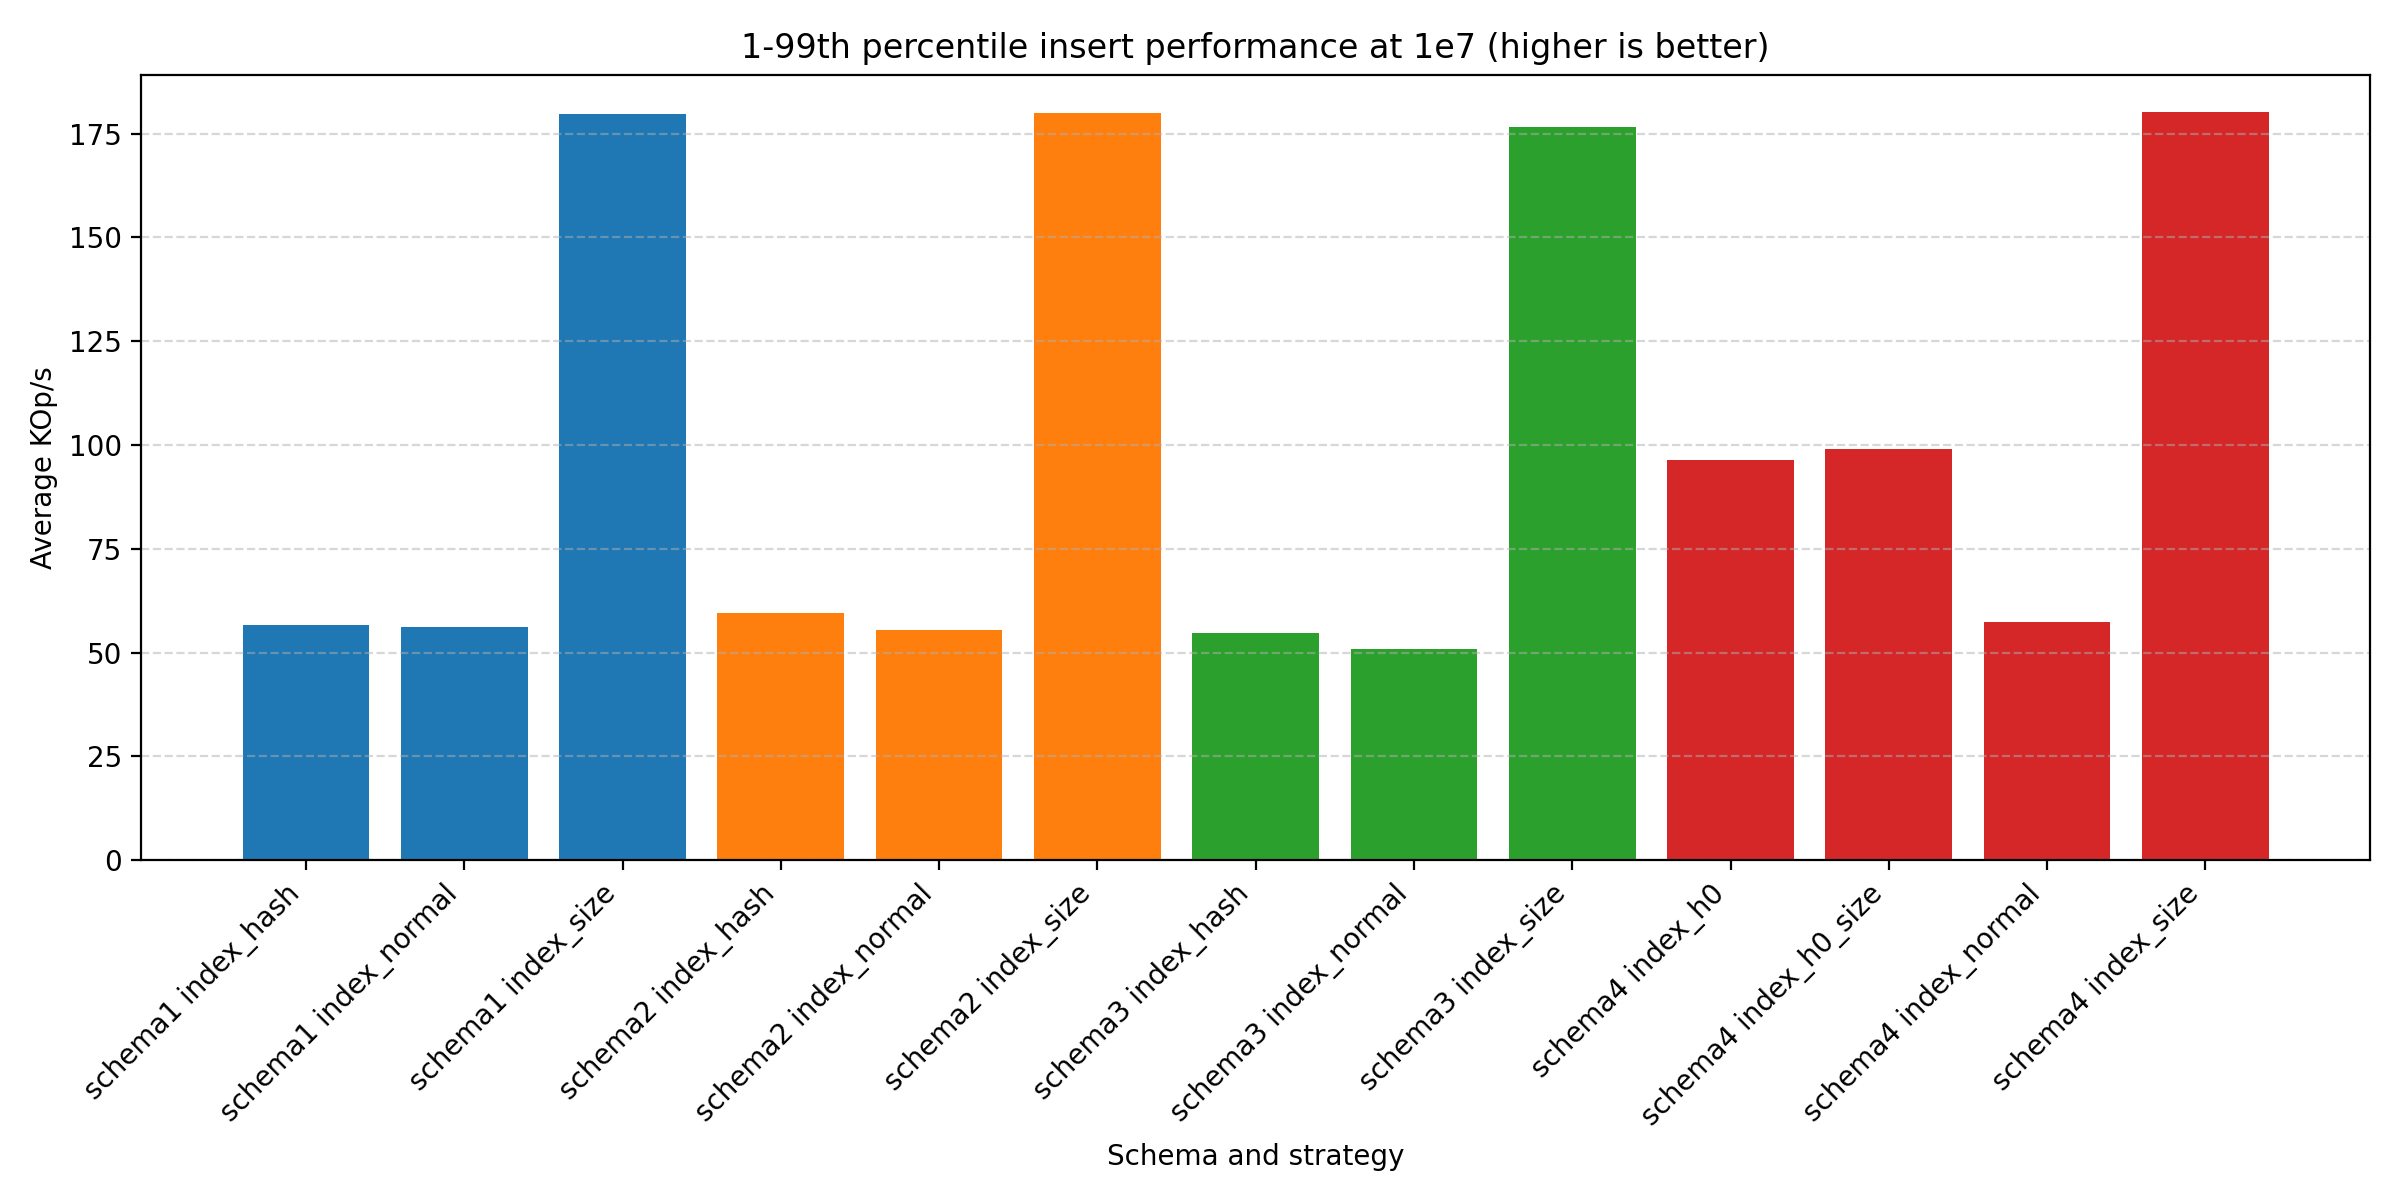 1-99th percentile insert performance at 1e7 (higher is better)
Average KOp/s
175
150
125
100
75
50
25
0
schema1 index_hash
schema1 index_normal
schema1 index_size
schema2 index_hash
schema2 index_normal
schema2 index_size
schema3 index_hash
schema3 index_normal
schema3 index_size
schema4 index_h0
schema4 index_h0_size
schema4 index_normal
schema4 index_size
Schema and strategy